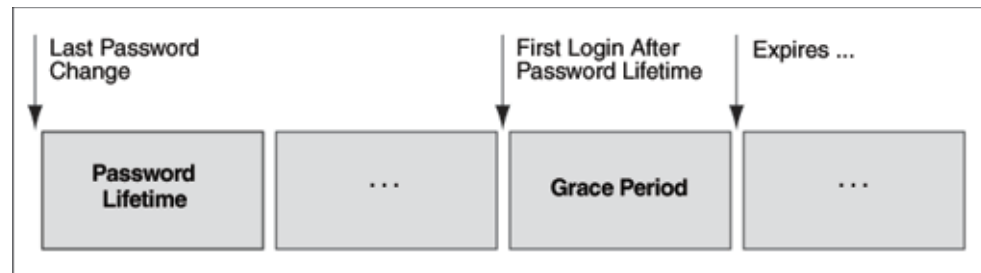 Last Password
Change
First Login After
Password Lifetime
Expires ...
Password
Lifetime
...
Grace Period
...